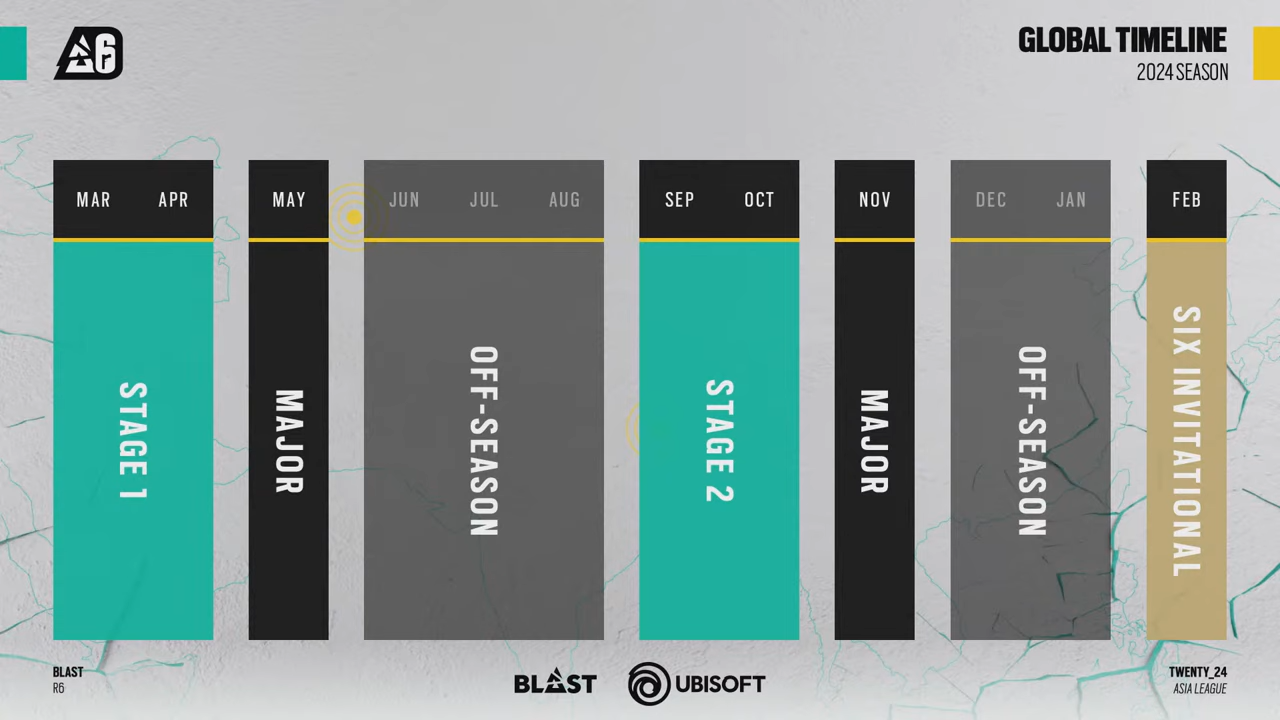 A6
GLOBAL TIMELINE
2024 SEASON
MAR APR
STAGE 1
MAY
MAJOR
JUN JUL AUG
OFF-SEASON
SEP OCT
STAGE 2
NOV
MAJOR
DEC JAN
OFF-SEASON
FEB
SIX INVITATIONAL
BLAST
R6
BLAST
UBISOFT
TWENTY_24
ASIA LEAGUE